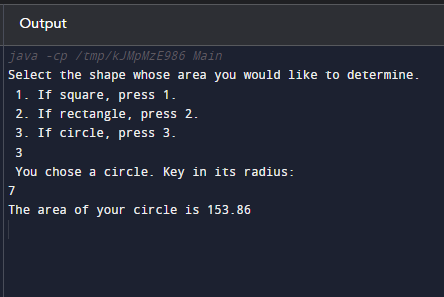 Output
java -cp /tmp/kJMpMzE986 Main
Select the shape whose area you would like to determine.
1. If square, press 1.
2. If rectangle, press 2.
3. If circle, press 3.
3
You chose a circle. Key in its radius:
7
The area of your circle is 153.86